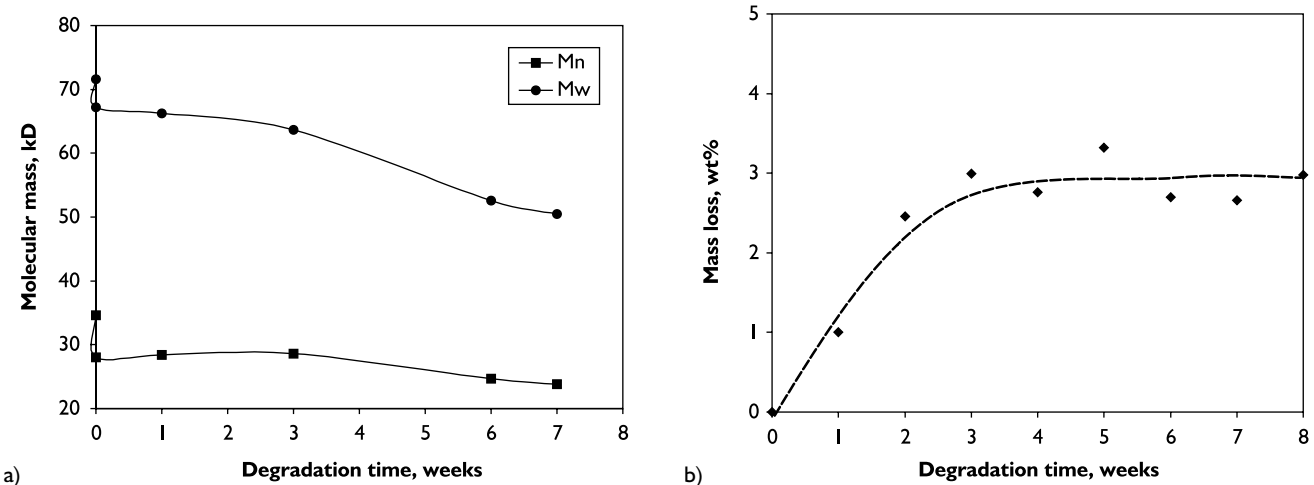 80
70
60
50
40
30
20
Molecular mass, kD
Mn
Mw
0 1 2 3 4 5 6 7 8
Degradation time, weeks
a)
5
4
3
2
1
0
Mass loss, wt%
0 1 2 3 4 5 6 7 8
Degradation time, weeks
b)